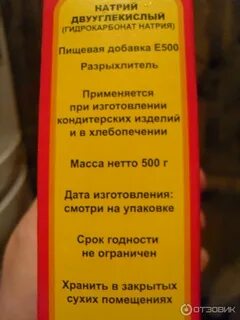 НАТРИЙ
ДВУУГЛЕКИСЛЫЙ
(ГИДРОКАРБОНАТ НАТРИЯ)
Пищевая добавка Е500
Разрыхлитель
Применяется
при изготовлении
кондитерских изделий
и в хлебопечении
Масса нетто 500 г
Дата изготовления:
смотри на упаковке
Срок годности
не ограничен
Хранить в закрытых
сухих помещениях
ОТЗОВИК